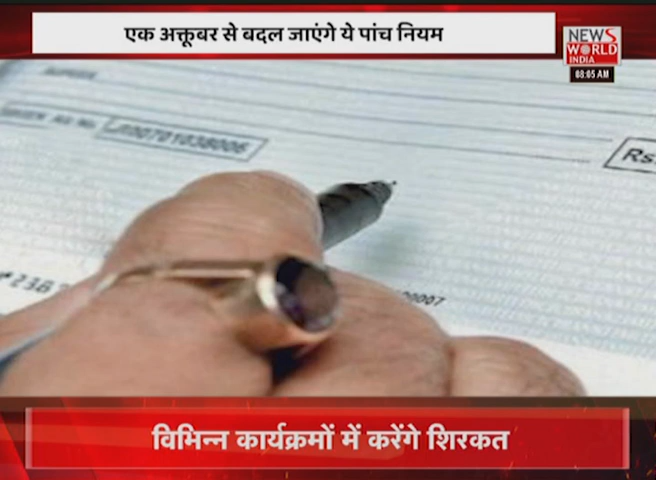 एक अक्तूबर से बदल जाएंगे ये पांच नियम
NEWS
WORLD
INDIA
08:05 AM
Rs.
विभिन्न कार्यक्रमों में करेंगे शिरकत